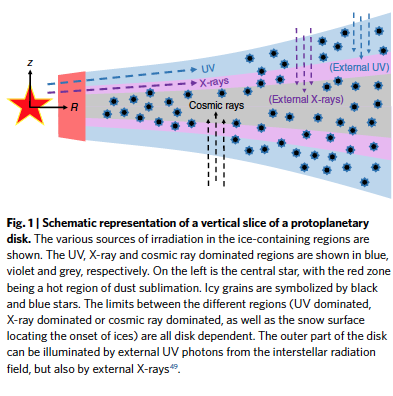 z
UV
X-rays
(External UV)
(External X-rays)
R
Cosmic rays
Fig. 1 | Schematic representation of a vertical slice of a protoplanetary
disk. The various sources of irradiation in the ice-containing regions are
shown. The UV, X-ray and cosmic ray dominated regions are shown in blue,
violet and grey, respectively. On the left is the central star, with the red zone
being a hot region of dust sublimation. Icy grains are symbolized by black
and blue stars. The limits between the different regions (UV dominated,
X-ray dominated or cosmic ray dominated, as well as the snow surface
locating the onset of ices) are all disk dependent. The outer part of the disk
can be illuminated by external UV photons from the interstellar radiation
field, but also by external X-rays⁴⁹.